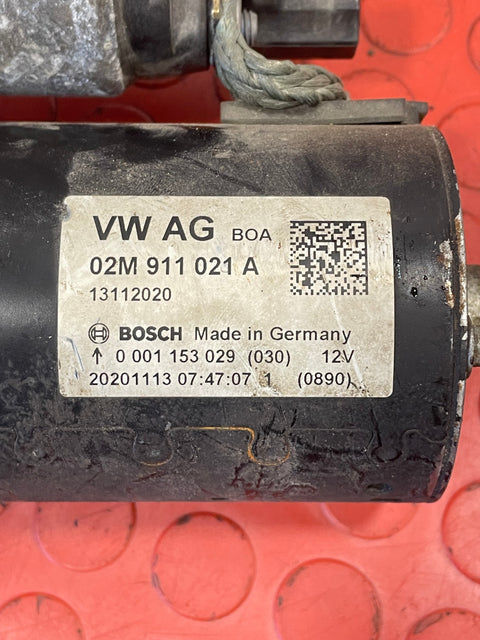 VW AG BOA
02M 911 021 A
13112020
BOSCH Made in Germany
↑ 0 001 153 029 (030) 12V
20201113 07:47:07 1 (0890)